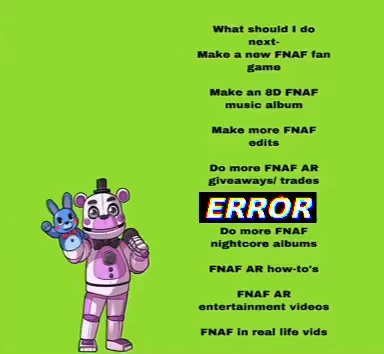 What should I do
next-
Make a new FNAF fan
game
Make an 8D FNAF
music album
Make more FNAF
edits
Do more FNAF AR
giveaways/ trades
ERROR
Do more FNAF
nightcore albums
FNAF AR how-to's
FNAF AR
entertainment videos
FNAF in real life vids